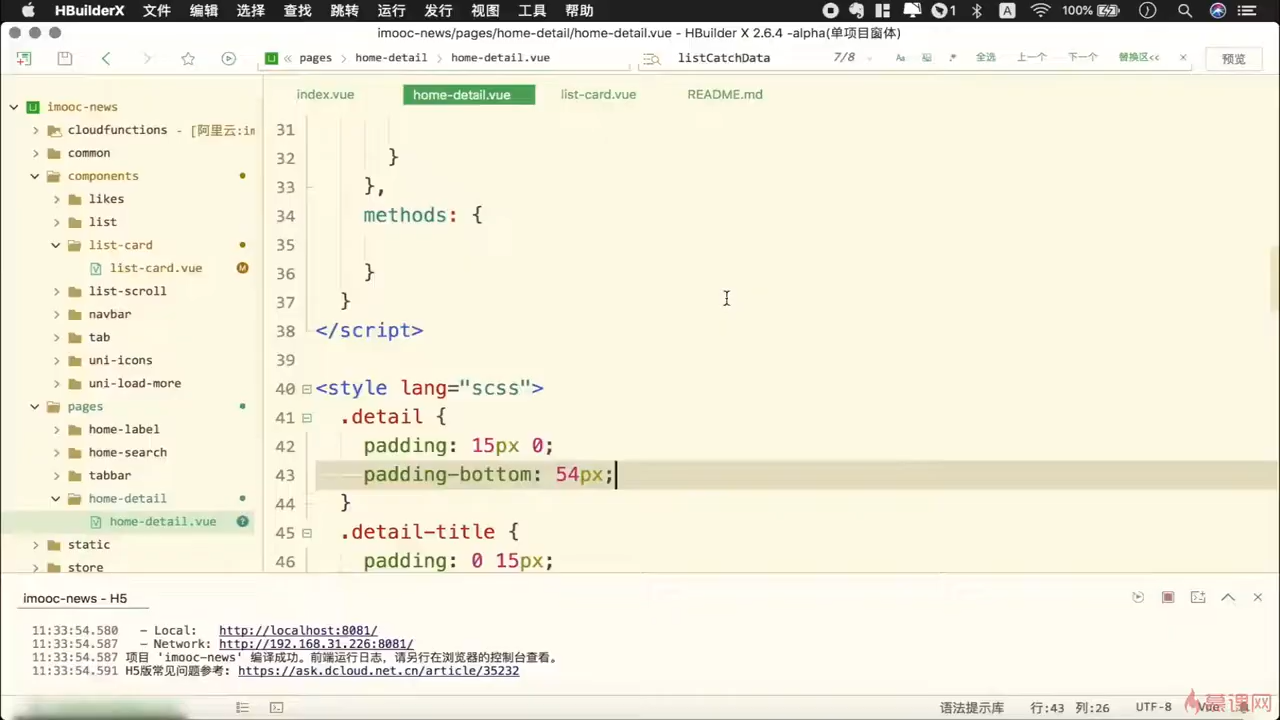 HBuilderX 文件 编辑 选择 查找 跳转 运行 发行 视图 工具 帮助 1 A 100%
imooc-news/pages/home-detail/home-detail.vue - HBuilder X 2.6.4 -alpha(单项目窗体)
pages home-detail home-detail.vue listCatchData 7/8 Aa .* 全选 上一个 下一个 替换区<< 预览
index.vue home-detail.vue list-card.vue README.md
imooc-news
cloudfunctions - [阿里云:im
common
components
likes
list
list-card
list-card.vue M
list-scroll
navbar
tab
uni-icons
uni-load-more
pages
home-label
home-search
tabbar
home-detail
home-detail.vue ?
static
store
31
32 }
33 },
34 methods: {
35
36 }
37 }
38 </script>
39
40 <style lang="scss">
41 .detail {
42 padding: 15px 0;
43 padding-bottom: 54px;
44 }
45 .detail-title {
46 padding: 0 15px;
imooc-news - H5
11:33:54.580 - Local: http://localhost:8081/
11:33:54.587 - Network: http://192.168.31.226:8081/
11:33:54.587 项目 'imooc-news' 编译成功。前端运行日志，请另行在浏览器的控制台查看。
11:33:54.591 H5版常见问题参考: https://ask.dcloud.net.cn/article/35232
语法提示库 行:43 列:26 UTF-8 Vue
慕课网